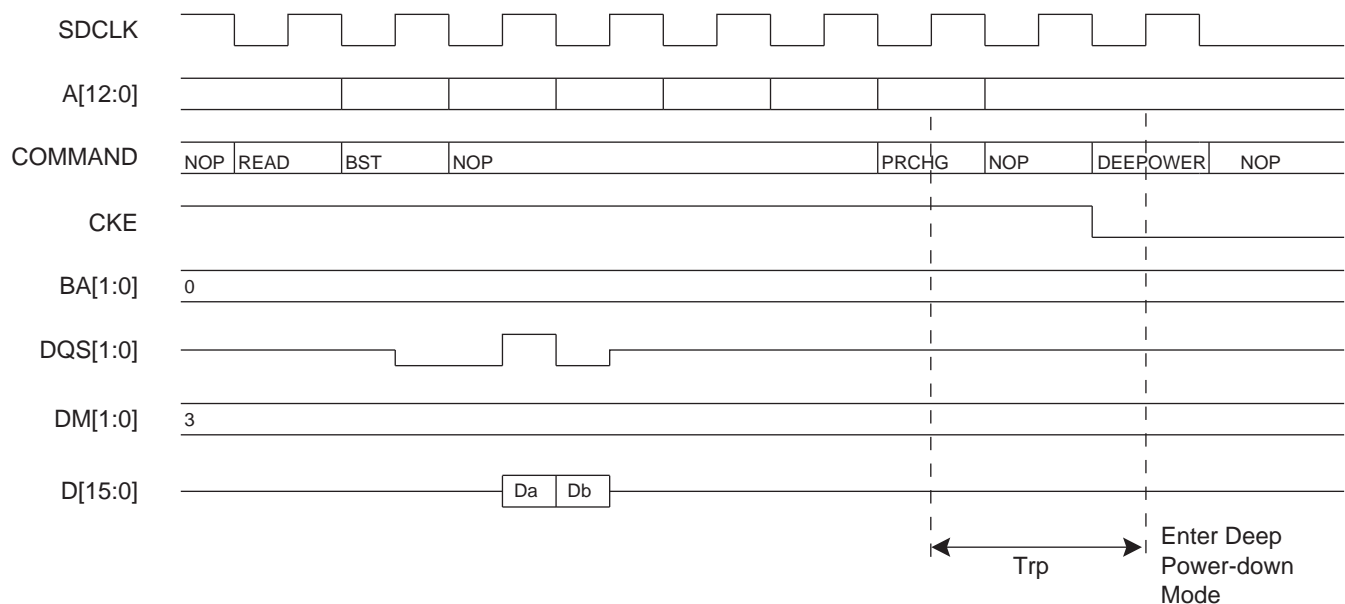 SDCLK
A[12:0]
COMMAND NOP READ BST NOP PRCHG NOP DEEPOWER NOP
CKE
BA[1:0] 0
DQS[1:0]
DM[1:0] 3
D[15:0] Da Db
Trp
Enter Deep
Power-down
Mode